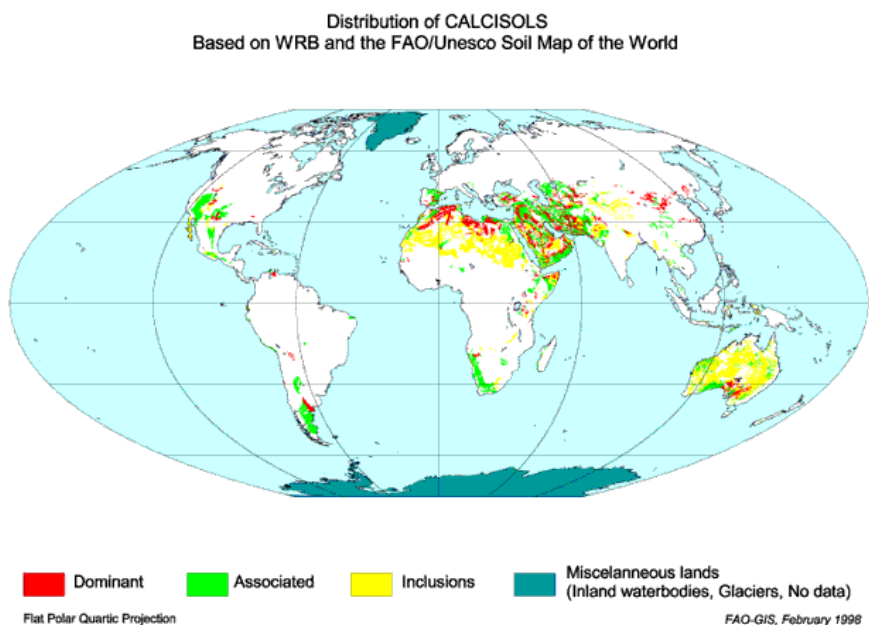 Distribution of CALCISOLS
Based on WRB and the FAO/Unesco Soil Map of the World
Dominant
Associated
Inclusions
Miscelanneous lands
(Inland waterbodies, Glaciers, No data)
Flat Polar Quartic Projection
FAO-GIS, February 1998